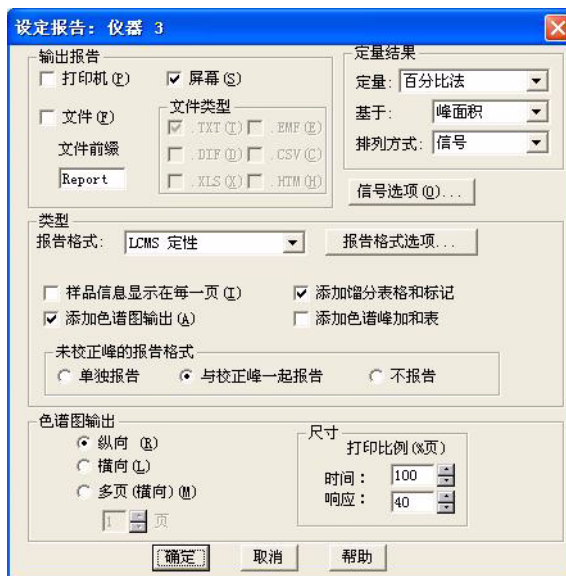 设定报告: 仪器 3
输出报告
打印机(P)
屏幕(S)
文件(F)
文件前缀
Report
文件类型
.TXT(T)
.EMF(E)
.DIF(D)
.CSV(C)
.XLS(X)
.HTM(H)
定量结果
定量: 百分比法
基于: 峰面积
排列方式: 信号
信号选项(O)...
类型
报告格式: LCMS 定性
报告格式选项...
样品信息显示在每一页(I)
添加馏分表格和标记
添加色谱图输出(A)
添加色谱峰加和表
未校正峰的报告格式
单独报告
与校正峰一起报告
不报告
色谱图输出
纵向 (R)
横向(L)
多页(横向)(M)
1 页
尺寸
打印比例(%页)
时间: 100
响应: 40
确定
取消
帮助